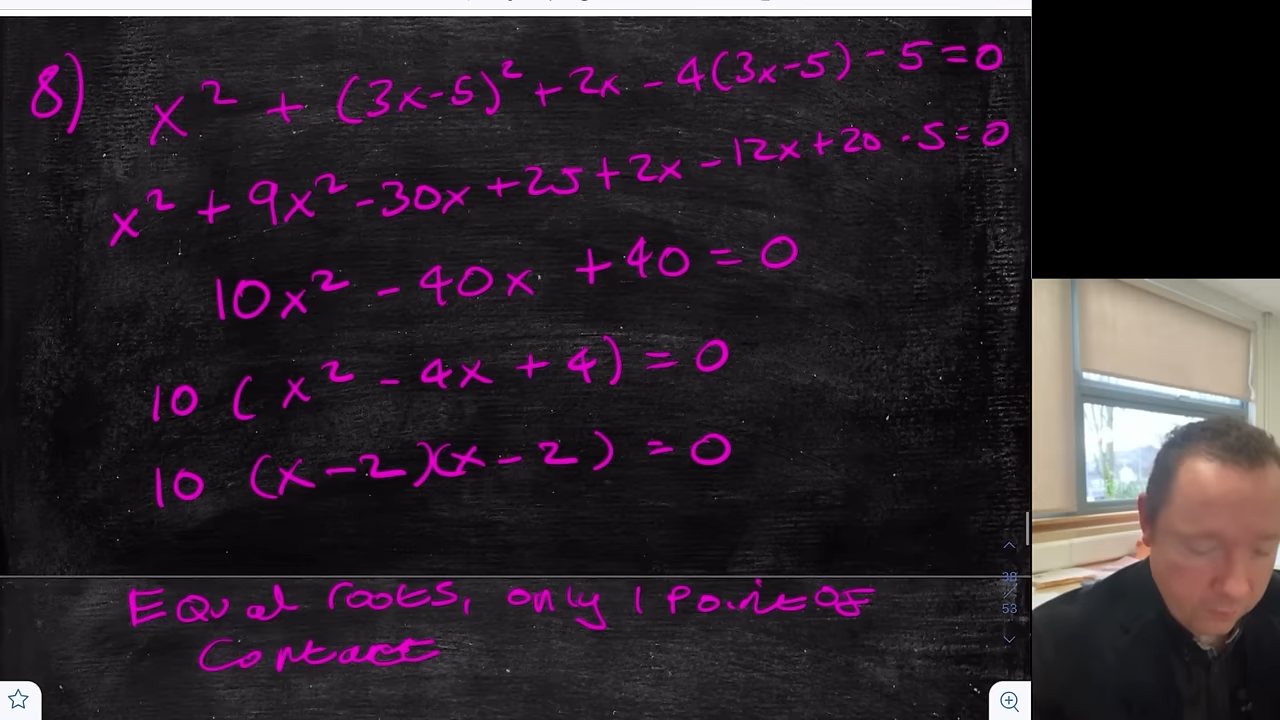 8) x² + (3x-5)² + 2x - 4(3x-5) - 5 = 0
x² + 9x² - 30x + 25 + 2x - 12x + 20 - 5 = 0
10x² - 40x + 40 = 0
10 (x² - 4x + 4) = 0
10 (x-2)(x-2) = 0
Equal roots, only 1 point of
contact
38
53